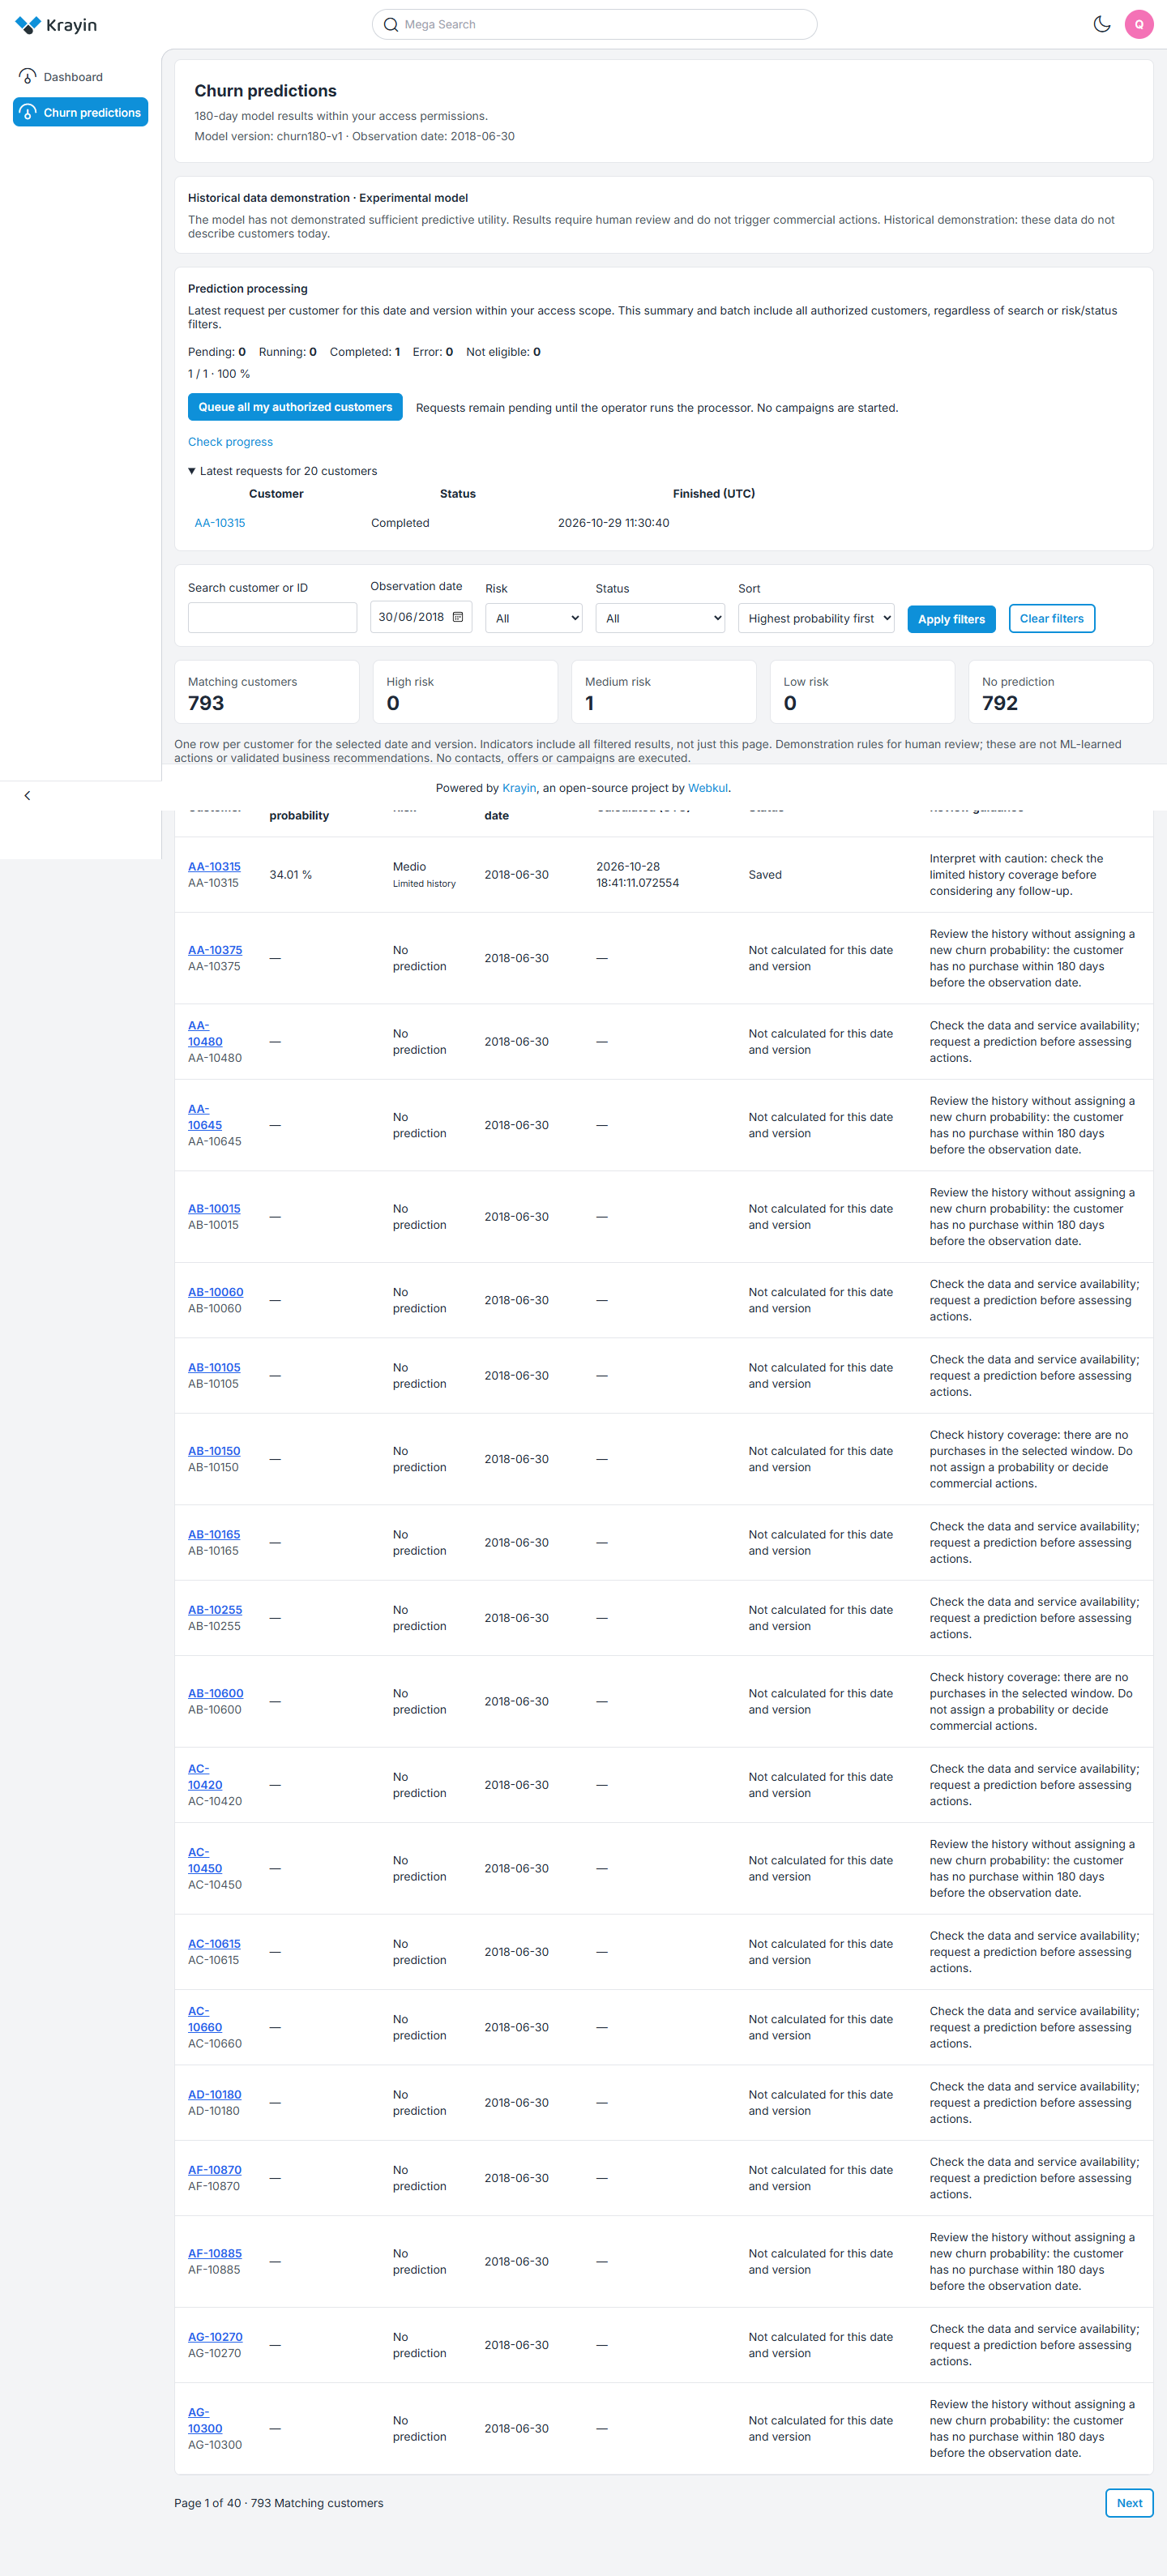 Krayin
Mega Search
Q
Dashboard
Churn predictions
Churn predictions
180-day model results within your access permissions.
Model version: churn180-v1 · Observation date: 2018-06-30
Historical data demonstration · Experimental model
The model has not demonstrated sufficient predictive utility. Results require human review and do not trigger commercial actions. Historical demonstration: these data do not
describe customers today.
Prediction processing
Latest request per customer for this date and version within your access scope. This summary and batch include all authorized customers, regardless of search or risk/status
filters.
Pending: 0 Running: 0 Completed: 1 Error: 0 Not eligible: 0
1 / 1 · 100 %
Queue all my authorized customers Requests remain pending until the operator runs the processor. No campaigns are started.
Check progress
▼ Latest requests for 20 customers
Customer Status Finished (UTC)
AA-10315 Completed 2026-10-29 11:30:40
Search customer or ID Observation date Risk Status Sort
30/06/2018 All All Highest probability first Apply filters Clear filters
Matching customers High risk Medium risk Low risk No prediction
793 0 1 0 792
One row per customer for the selected date and version. Indicators include all filtered results, not just this page. Demonstration rules for human review; these are not ML-learned
actions or validated business recommendations. No contacts, offers or campaigns are executed.
Powered by Krayin, an open-source project by Webkul.
probability date
AA-10315 34.01 % Medio 2018-06-30 2026-10-28 Saved Interpret with caution: check the
AA-10315 Limited history 18:41:11.072554 limited history coverage before
considering any follow-up.
AA-10375 — No 2018-06-30 — Not calculated for this date Review the history without assigning a
AA-10375 prediction and version new churn probability: the customer
has no purchase within 180 days
before the observation date.
AA- — No 2018-06-30 — Not calculated for this date Check the data and service availability;
10480 prediction and version request a prediction before assessing
AA-10480 actions.
AA- — No 2018-06-30 — Not calculated for this date Review the history without assigning a
10645 prediction and version new churn probability: the customer
AA-10645 has no purchase within 180 days
before the observation date.
AB-10015 — No 2018-06-30 — Not calculated for this date Review the history without assigning a
AB-10015 prediction and version new churn probability: the customer
has no purchase within 180 days
before the observation date.
AB-10060 — No 2018-06-30 — Not calculated for this date Check the data and service availability;
AB-10060 prediction and version request a prediction before assessing
actions.
AB-10105 — No 2018-06-30 — Not calculated for this date Check the data and service availability;
AB-10105 prediction and version request a prediction before assessing
actions.
AB-10150 — No 2018-06-30 — Not calculated for this date Check history coverage: there are no
AB-10150 prediction and version purchases in the selected window. Do
not assign a probability or decide
commercial actions.
AB-10165 — No 2018-06-30 — Not calculated for this date Check the data and service availability;
AB-10165 prediction and version request a prediction before assessing
actions.
AB-10255 — No 2018-06-30 — Not calculated for this date Check the data and service availability;
AB-10255 prediction and version request a prediction before assessing
actions.
AB-10600 — No 2018-06-30 — Not calculated for this date Check history coverage: there are no
AB-10600 prediction and version purchases in the selected window. Do
not assign a probability or decide
commercial actions.
AC- — No 2018-06-30 — Not calculated for this date Check the data and service availability;
10420 prediction and version request a prediction before assessing
AC-10420 actions.
AC- — No 2018-06-30 — Not calculated for this date Review the history without assigning a
10450 prediction and version new churn probability: the customer
AC-10450 has no purchase within 180 days
before the observation date.
AC-10615 — No 2018-06-30 — Not calculated for this date Check the data and service availability;
AC-10615 prediction and version request a prediction before assessing
actions.
AC- — No 2018-06-30 — Not calculated for this date Check the data and service availability;
10660 prediction and version request a prediction before assessing
AC-10660 actions.
AD-10180 — No 2018-06-30 — Not calculated for this date Check the data and service availability;
AD-10180 prediction and version request a prediction before assessing
actions.
AF-10870 — No 2018-06-30 — Not calculated for this date Check the data and service availability;
AF-10870 prediction and version request a prediction before assessing
actions.
AF-10885 — No 2018-06-30 — Not calculated for this date Review the history without assigning a
AF-10885 prediction and version new churn probability: the customer
has no purchase within 180 days
before the observation date.
AG-10270 — No 2018-06-30 — Not calculated for this date Check the data and service availability;
AG-10270 prediction and version request a prediction before assessing
actions.
AG- — No 2018-06-30 — Not calculated for this date Review the history without assigning a
10300 prediction and version new churn probability: the customer
AG-10300 has no purchase within 180 days
before the observation date.
Page 1 of 40 · 793 Matching customers Next